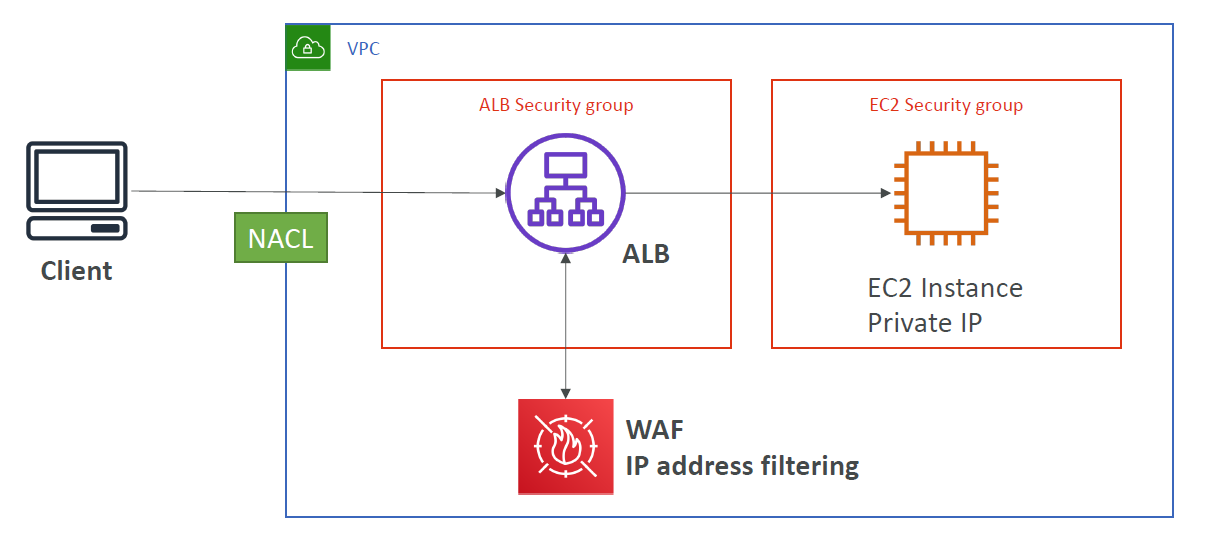 VPC
ALB Security group
EC2 Security group
NACL
Client
ALB
EC2 Instance
Private IP
WAF
IP address filtering